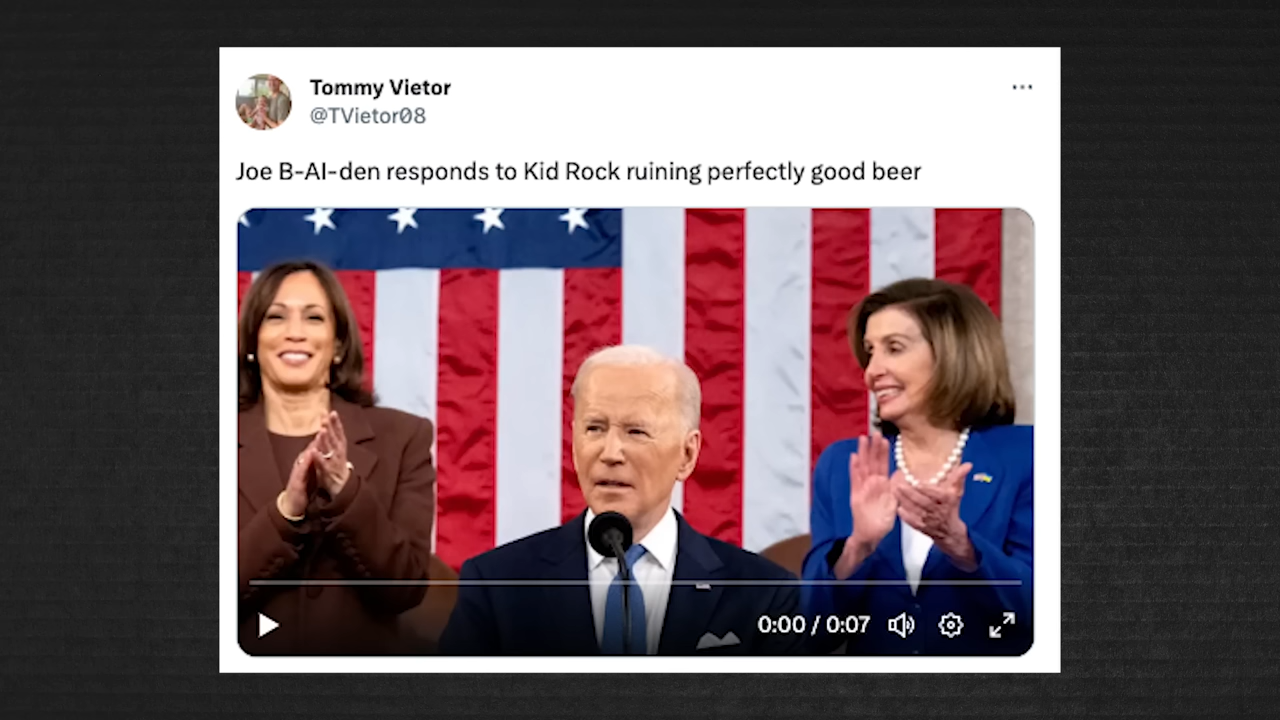 Tommy Vietor
@TVietor08
Joe B-AI-den responds to Kid Rock ruining perfectly good beer
0:00 / 0:07